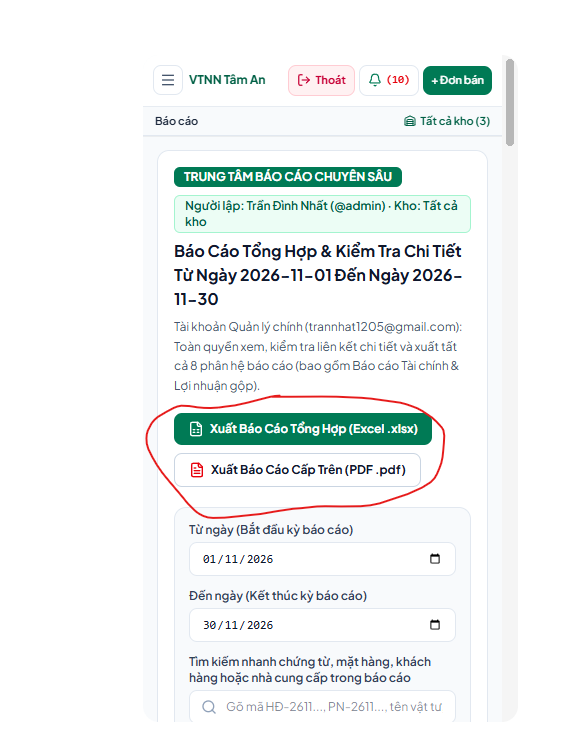 VTNN Tâm An
Thoát
(10)
+ Đơn bán
Báo cáo
Tất cả kho (3)
TRUNG TÂM BÁO CÁO CHUYÊN SÂU
Người lập: Trần Đình Nhất (@admin) · Kho: Tất cả
kho
Báo Cáo Tổng Hợp & Kiểm Tra Chi Tiết
Từ Ngày 2026-11-01 Đến Ngày 2026-
11-30
Tài khoản Quản lý chính (trannhat1205@gmail.com):
Toàn quyền xem, kiểm tra liên kết chi tiết và xuất tất
cả 8 phân hệ báo cáo (bao gồm Báo cáo Tài chính &
Lợi nhuận gộp).
Xuất Báo Cáo Tổng Hợp (Excel .xlsx)
Xuất Báo Cáo Cấp Trên (PDF .pdf)
Từ ngày (Bắt đầu kỳ báo cáo)
01/11/2026
Đến ngày (Kết thúc kỳ báo cáo)
30/11/2026
Tìm kiếm nhanh chứng từ, mặt hàng, khách
hàng hoặc nhà cung cấp trong báo cáo
Gõ mã HĐ-2611..., PN-2611..., tên vật tư